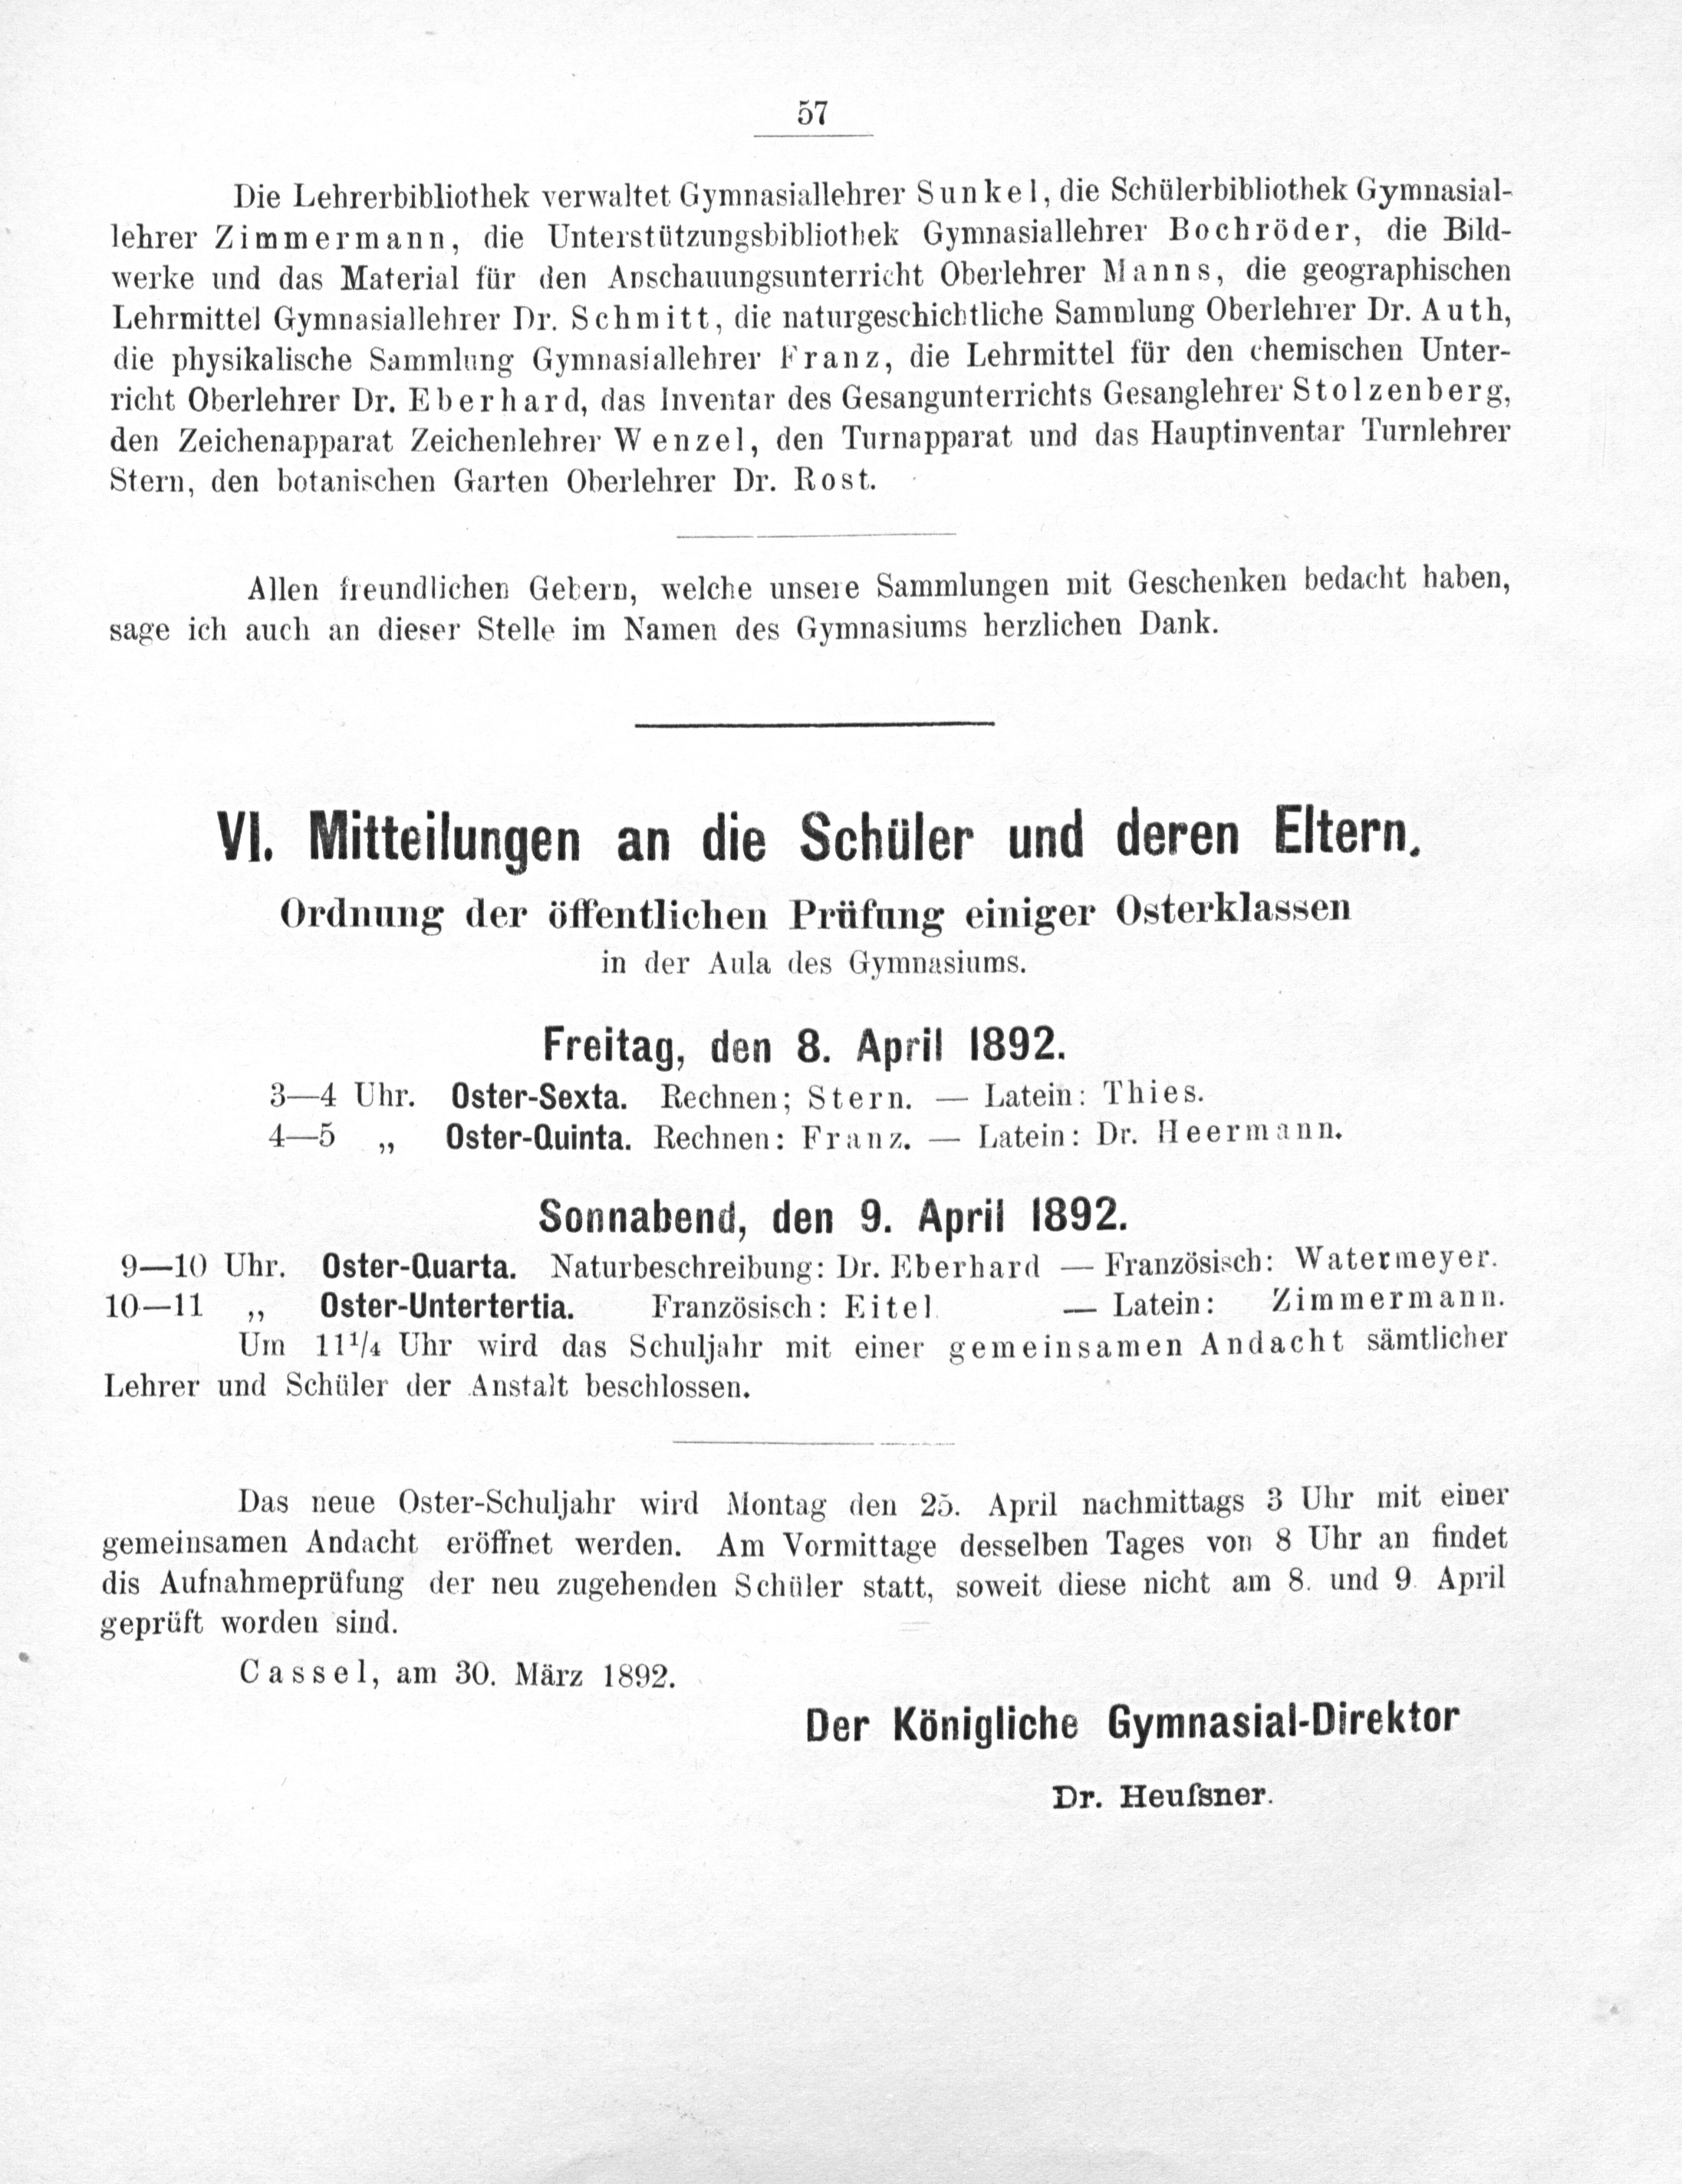 57
Die Lehrerbibliothek verwaltet Gymnasiallehrer Sunkel, die Schülerbibliothek Gymnasial-
lehrer Zimmermann, die Unterstützungsbibliothek Gymnasiallehrer Bochröder, die Bild-
werke und das Material für den Anschauungsunterricht Oberlehrer Manns, die geographischen
Lehrmittel Gymnasiallehrer Dr. Schmitt, die naturgeschichtliche Sammlung Oberlehrer Dr. Auth,
die physikalische Sammlung Gymnasiallehrer Franz, die Lehrmittel für den chemischen Unter-
richt Oberlehrer Dr. Eberhard, das Inventar des Gesangunterrichts Gesanglehrer Stolzenberg,
den Zeichenapparat Zeichenlehrer Wenzel, den Turnapparat und das Hauptinventar Turnlehrer
Stern, den botanischen Garten Oberlehrer Dr. Rost.
Allen freundlichen Gebern, welche unsere Sammlungen mit Geschenken bedacht haben,
sage ich auch an dieser Stelle im Namen des Gymnasiums herzlichen Dank.
VI. Mitteilungen an die Schüler und deren Eltern.
Ordnung der öffentlichen Prüfung einiger Osterklassen
in der Aula des Gymnasiums.
Freitag, den 8. April 1892.
3—4 Uhr. Oster-Sexta. Rechnen; Stern. — Latein: Thies.
4—5 „ Oster-Quinta. Rechnen: Franz. — Latein: Dr. Heermann.
Sonnabend, den 9. April 1892.
9—10 Uhr. Oster-Quarta. Naturbeschreibung: Dr. Eberhard — Französisch: Watermeyer.
10—11 „ Oster-Untertertia. Französisch: Eitel — Latein: Zimmermann.
Um 11¹/₄ Uhr wird das Schuljahr mit einer gemeinsamen Andacht sämtlicher
Lehrer und Schüler der Anstalt beschlossen.
Das neue Oster-Schuljahr wird Montag den 25. April nachmittags 3 Uhr mit einer
gemeinsamen Andacht eröffnet werden. Am Vormittage desselben Tages von 8 Uhr an findet
dis Aufnahmeprüfung der neu zugehenden Schüler statt, soweit diese nicht am 8. und 9. April
geprüft worden sind.
Cassel, am 30. März 1892.
Der Königliche Gymnasial-Direktor
Dr. Heuſsner.